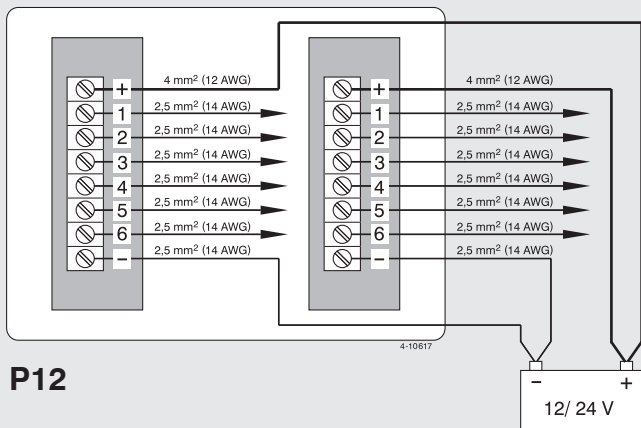 + 4 mm² (12 AWG)
1 2,5 mm² (14 AWG)
2 2,5 mm² (14 AWG)
3 2,5 mm² (14 AWG)
4 2,5 mm² (14 AWG)
5 2,5 mm² (14 AWG)
6 2,5 mm² (14 AWG)
– 2,5 mm² (14 AWG)
+ 4 mm² (12 AWG)
1 2,5 mm² (14 AWG)
2 2,5 mm² (14 AWG)
3 2,5 mm² (14 AWG)
4 2,5 mm² (14 AWG)
5 2,5 mm² (14 AWG)
6 2,5 mm² (14 AWG)
– 2,5 mm² (14 AWG)
4-10617
P12
– +
12/ 24 V